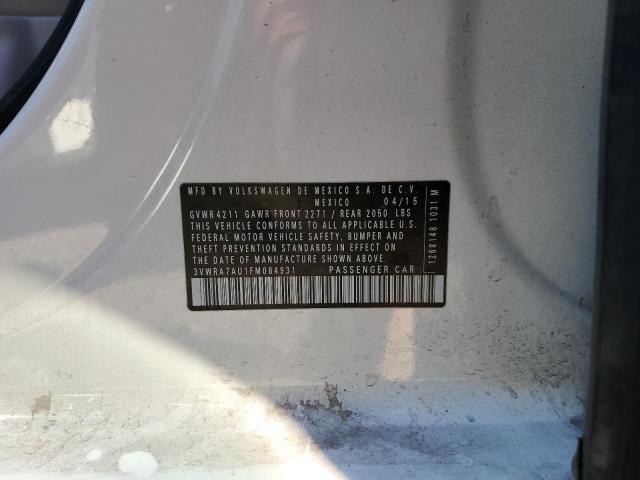 MFD BY VOLKSWAGEN DE MEXICO S.A. DE C.V.
MEXICO 04/15
GVWR 4211 GAWR FRONT 2271 / REAR 2050 LBS
THIS VEHICLE CONFORMS TO ALL APPLICABLE U.S.
FEDERAL MOTOR VEHICLE SAFETY, BUMPER AND
THEFT PREVENTION STANDARDS IN EFFECT ON
THE DATE OF MANUFACTURE SHOWN ABOVE.
3VWRA7AU1FM084931 PASSENGER CAR
12GB148 1031 M